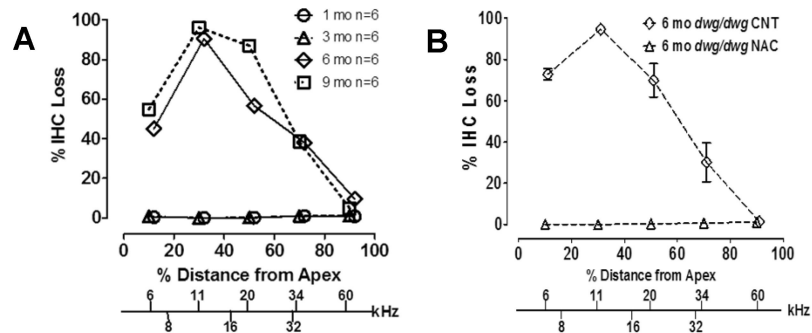 A
1 mo n=6
3 mo n=6
6 mo n=6
9 mo n=6
% IHC Loss
100
80
60
40
20
0
0 20 40 60 80 100
% Distance from Apex
6 11 20 34 60 kHz
8 16 32
B
6 mo dwg/dwg CNT
6 mo dwg/dwg NAC
% IHC Loss
100
80
60
40
20
0
0 20 40 60 80 100
% Distance from Apex
6 11 20 34 60 kHz
8 16 32